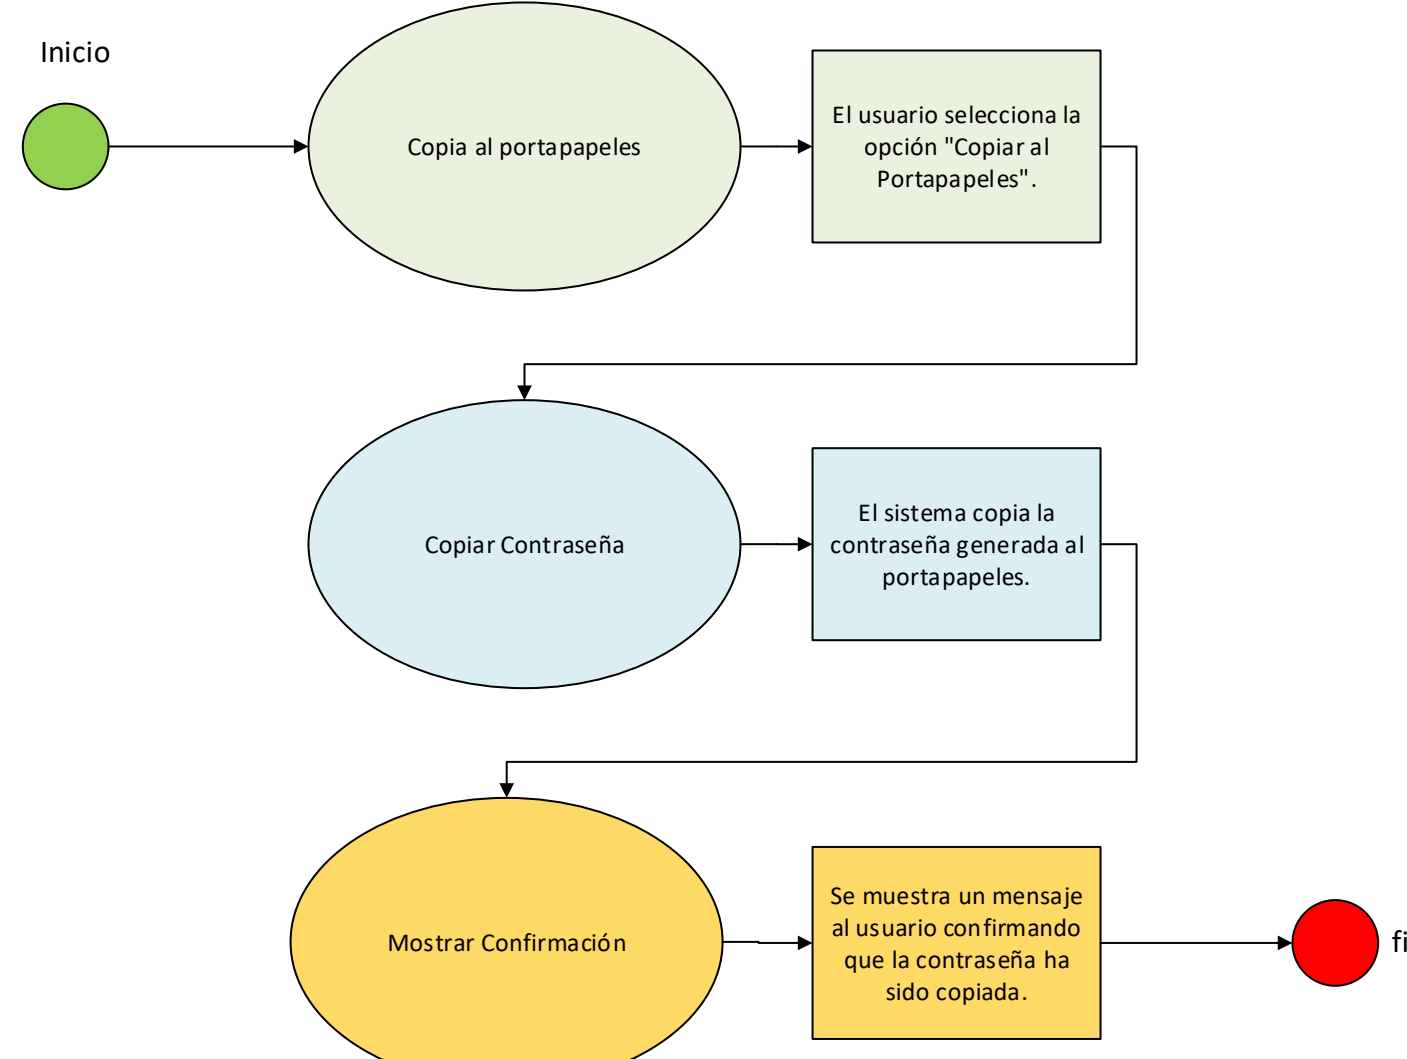 Inicio
Copia al portapapeles
El usuario selecciona la
opción "Copiar al
Portapapeles".
Copiar Contraseña
El sistema copia la
contraseña generada al
portapapeles.
Mostrar Confirmación
Se muestra un mensaje
al usuario confirmando
que la contraseña ha
sido copiada.
fi